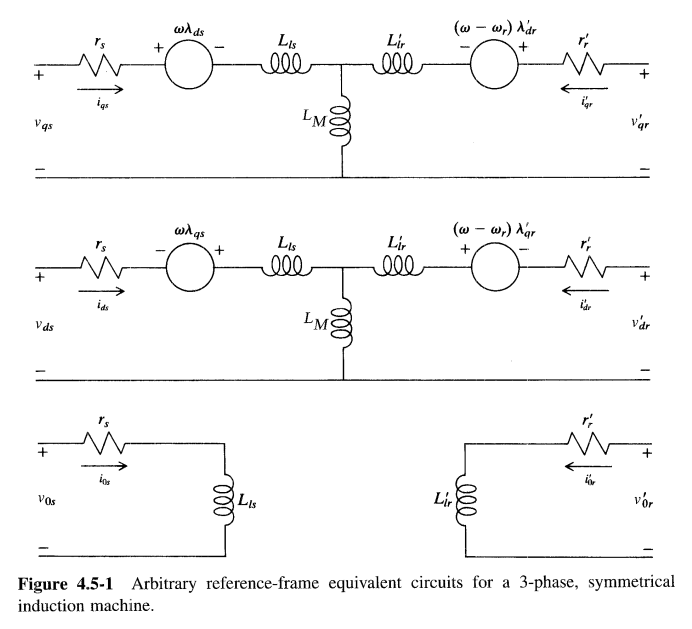 r_s + ωλ_ds − L_ls L'_lr (ω − ω_r) λ'_dr − + r'_r
+ i_qs L_M i'_qr +
v_qs v'_qr
− −
r_s ωλ_qs − + L_ls L'_lr (ω − ω_r) λ'_qr + − r'_r
+ i_ds L_M i'_dr +
v_ds v'_dr
− −
r_s r'_r
+ i_0s i'_0r +
v_0s L_ls L'_lr v'_0r
− −
Figure 4.5-1 Arbitrary reference-frame equivalent circuits for a 3-phase, symmetrical
induction machine.